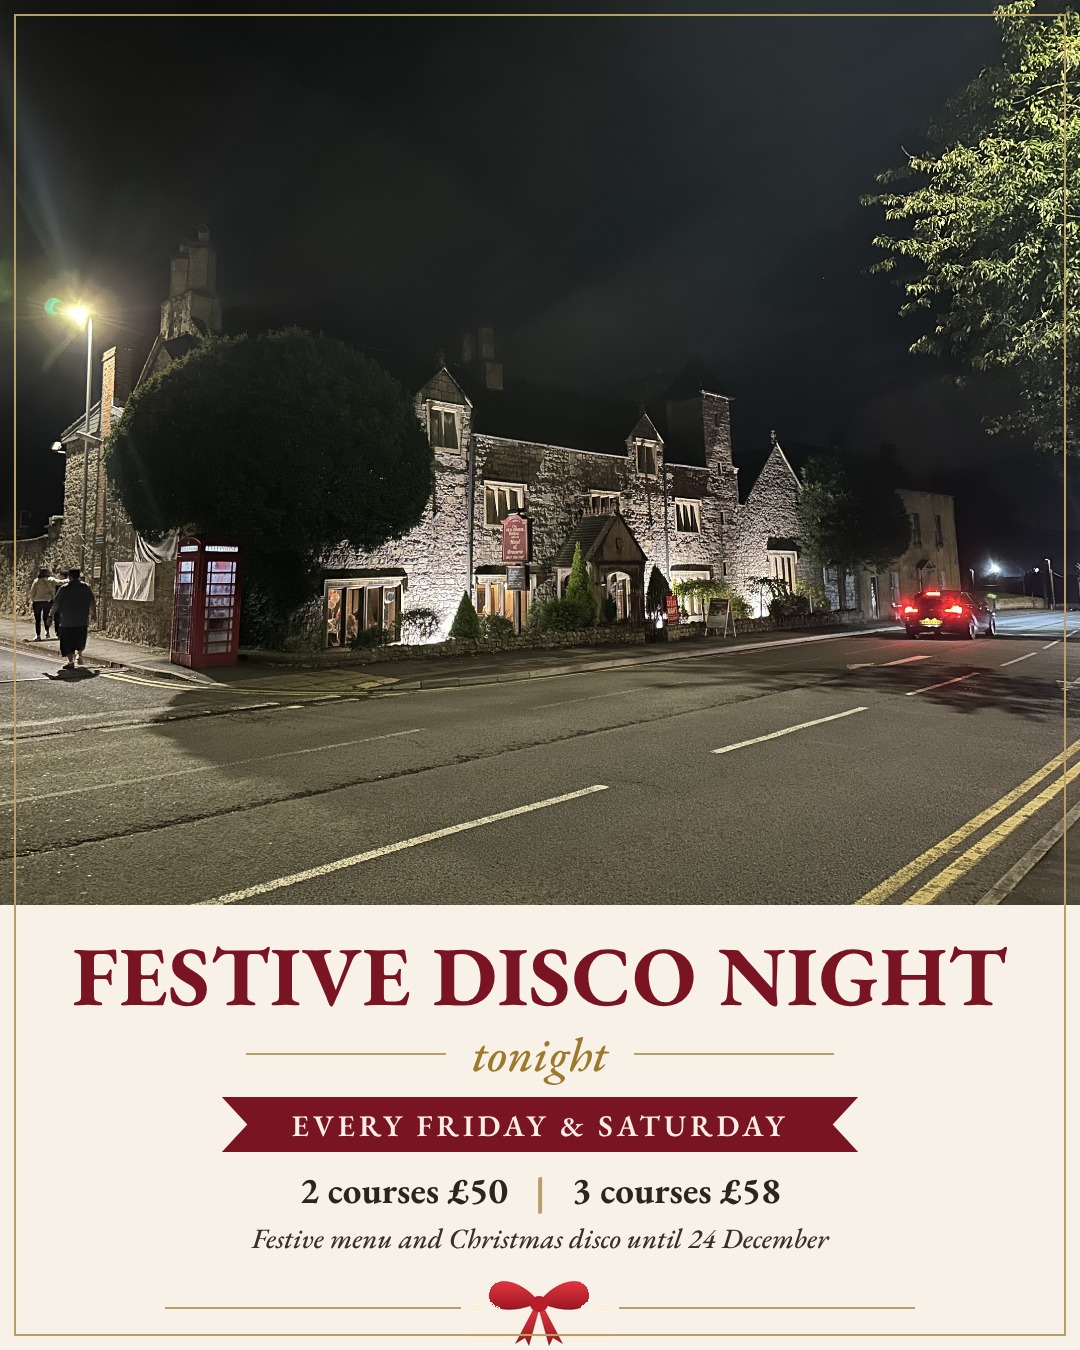 TELEPHONE
FESTIVE DISCO NIGHT
tonight
EVERY FRIDAY & SATURDAY
2 courses £50 | 3 courses £58
Festive menu and Christmas disco until 24 December